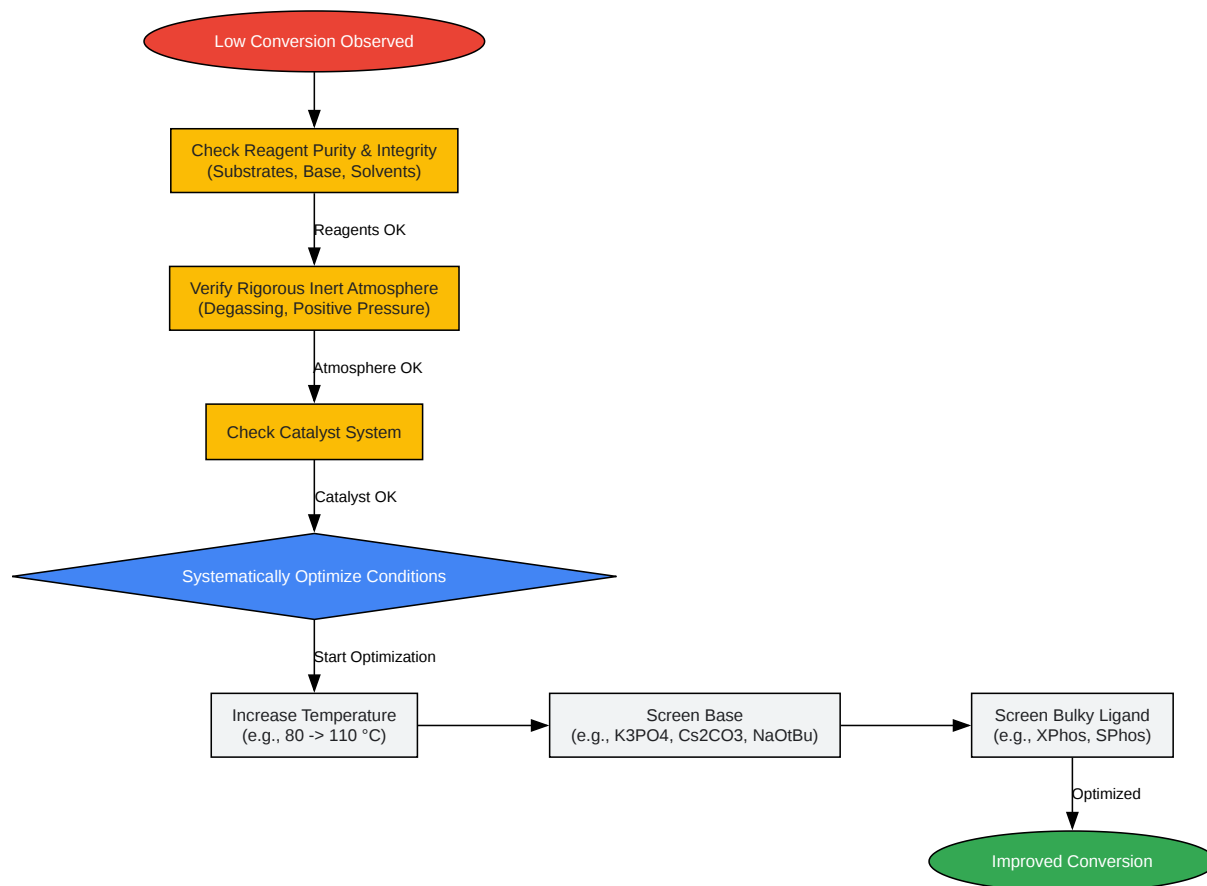 Low Conversion Observed
Check Reagent Purity & Integrity
(Substrates, Base, Solvents)
Reagents OK
Verify Rigorous Inert Atmosphere
(Degassing, Positive Pressure)
Atmosphere OK
Check Catalyst System
Catalyst OK
Systematically Optimize Conditions
Start Optimization
Increase Temperature
(e.g., 80 -> 110 °C)
Screen Base
(e.g., K3PO4, Cs2CO3, NaOtBu)
Screen Bulky Ligand
(e.g., XPhos, SPhos)
Optimized
Improved Conversion